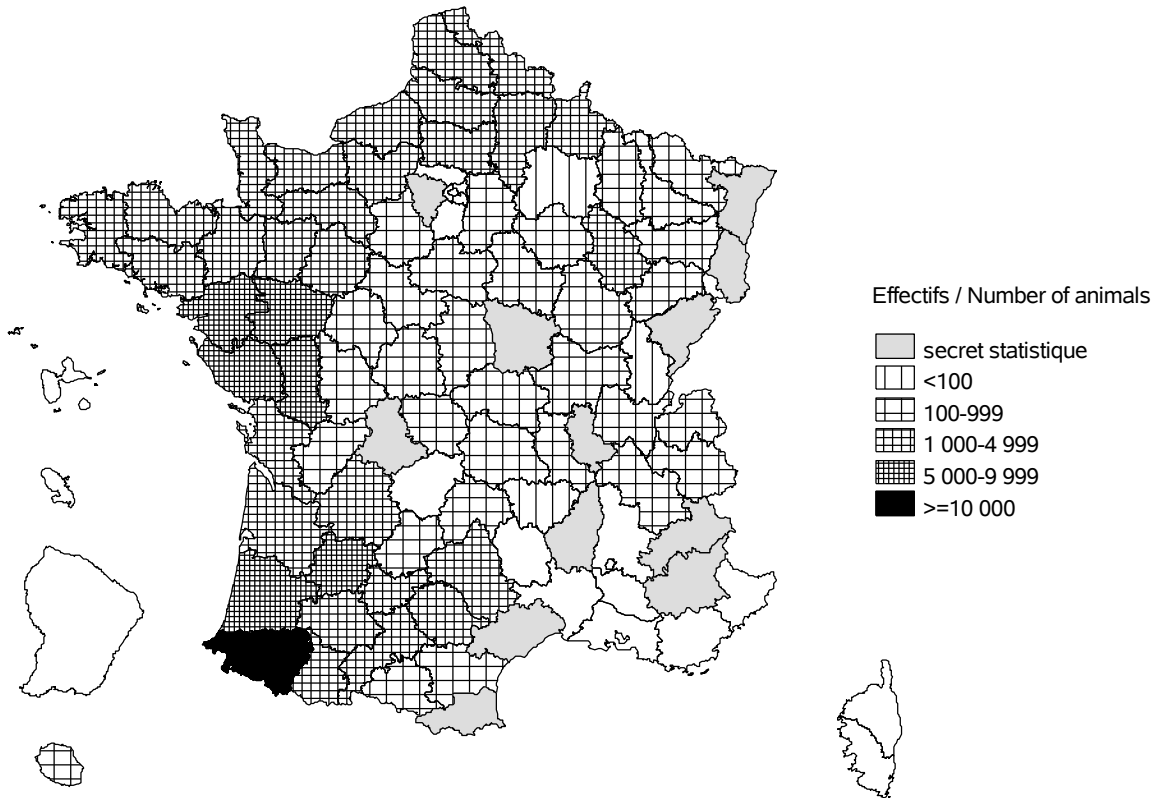 Effectifs / Number of animals
secret statistique
<100
100-999
1 000-4 999
5 000-9 999
>=10 000